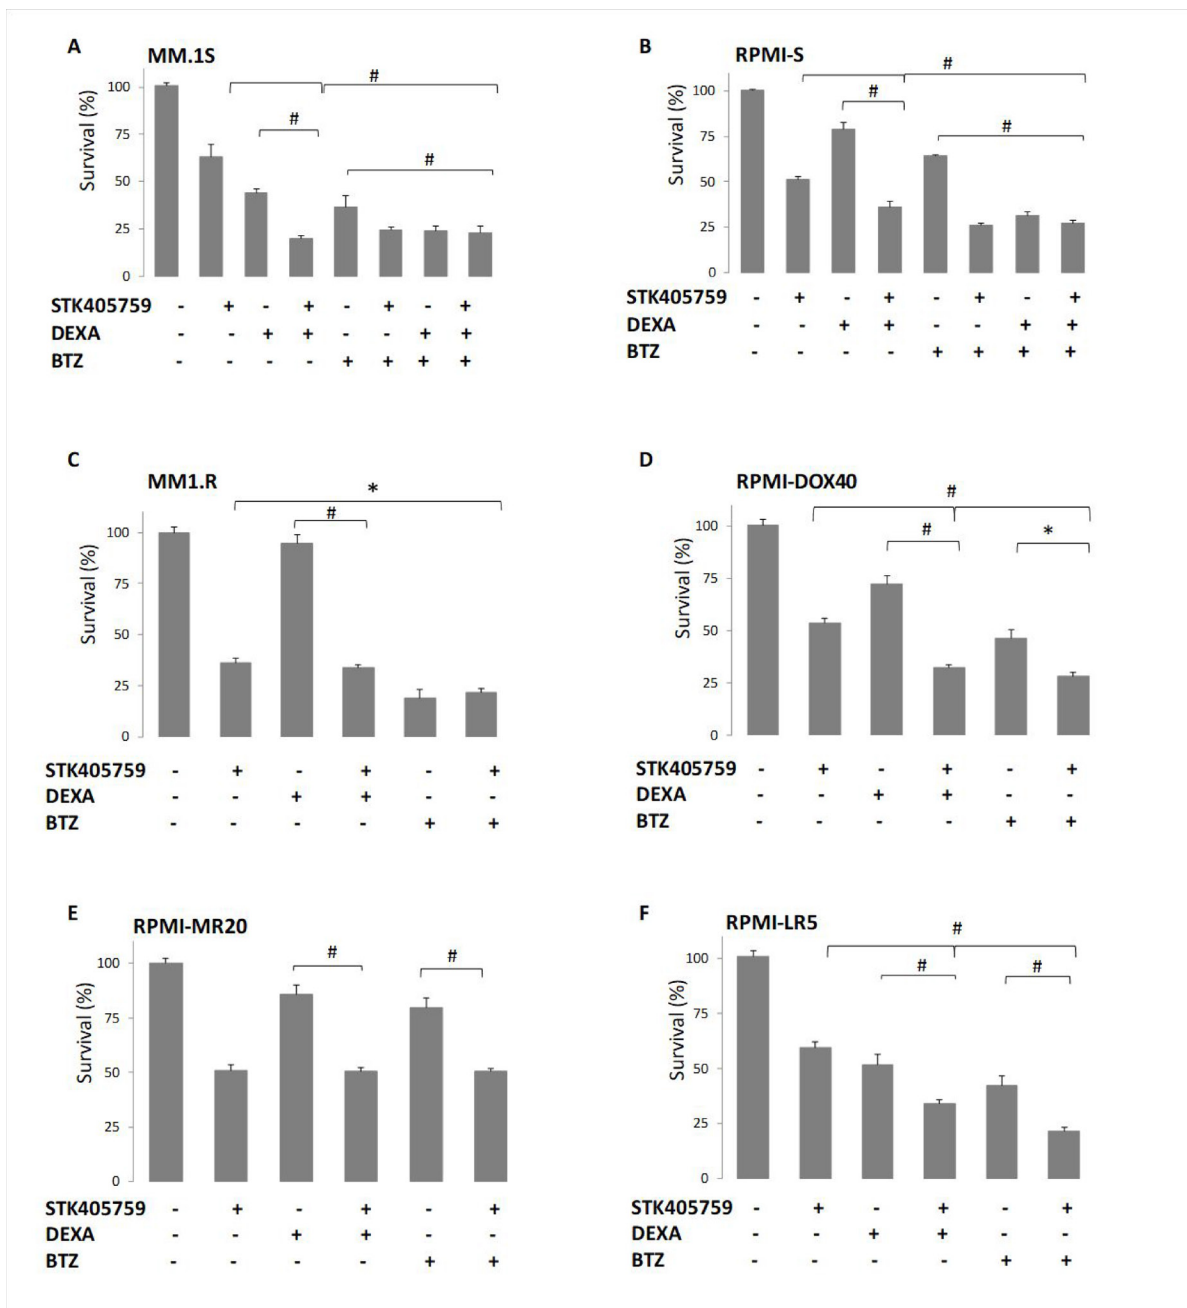 A
MM.1S
Survival (%)
100
75
50
25
0
#
#
#
STK405759 - + - + - + - +
DEXA - - + + - - + +
BTZ - - - - + + + +
B
RPMI-S
Survival (%)
100
75
50
25
0
#
#
#
STK405759 - + - + - + - +
DEXA - - + + - - + +
BTZ - - - - + + + +
C
MM1.R
Survival (%)
100
75
50
25
0
*
#
STK405759 - + - + - +
DEXA - - + + - -
BTZ - - - - + +
D
RPMI-DOX40
Survival (%)
100
75
50
25
0
#
#
*
STK405759 - + - + - +
DEXA - - + + - -
BTZ - - - - + +
E
RPMI-MR20
Survival (%)
100
75
50
25
0
#
#
STK405759 - + - + - +
DEXA - - + + - -
BTZ - - - - + +
F
RPMI-LR5
Survival (%)
100
75
50
25
0
#
#
#
STK405759 - + - + - +
DEXA - - + + - -
BTZ - - - - + +